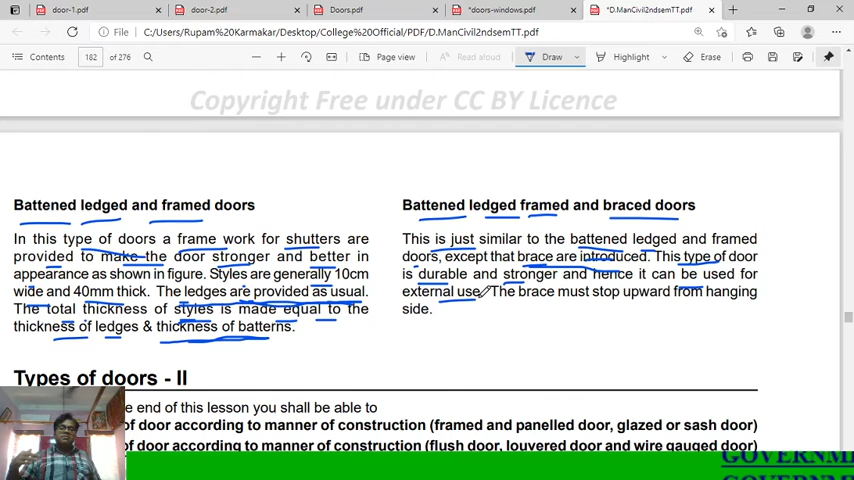 door-1.pdf
door-2.pdf
Doors.pdf
*doors-windows.pdf
*D.ManCivil2ndsemTT.pdf
File C:/Users/Rupam%20Karmakar/Desktop/College%20Official/PDF/D.ManCivil2ndsemTT.pdf
Contents 182 of 276 Page view Read aloud Draw Highlight Erase
Copyright Free under CC BY Licence
Battened ledged and framed doors
In this type of doors a frame work for shutters are
provided to make the door stronger and better in
appearance as shown in figure. Styles are generally 10cm
wide and 40mm thick. The ledges are provided as usual.
The total thickness of styles is made equal to the
thickness of ledges & thickness of batterns.
Battened ledged framed and braced doors
This is just similar to the battened ledged and framed
doors, except that brace are introduced. This type of door
is durable and stronger and hence it can be used for
external use. The brace must stop upward from hanging
side.
Types of doors - II
e end of this lesson you shall be able to
of door according to manner of construction (framed and panelled door, glazed or sash door)
of door according to manner of construction (flush door, louvered door and wire gauged door)